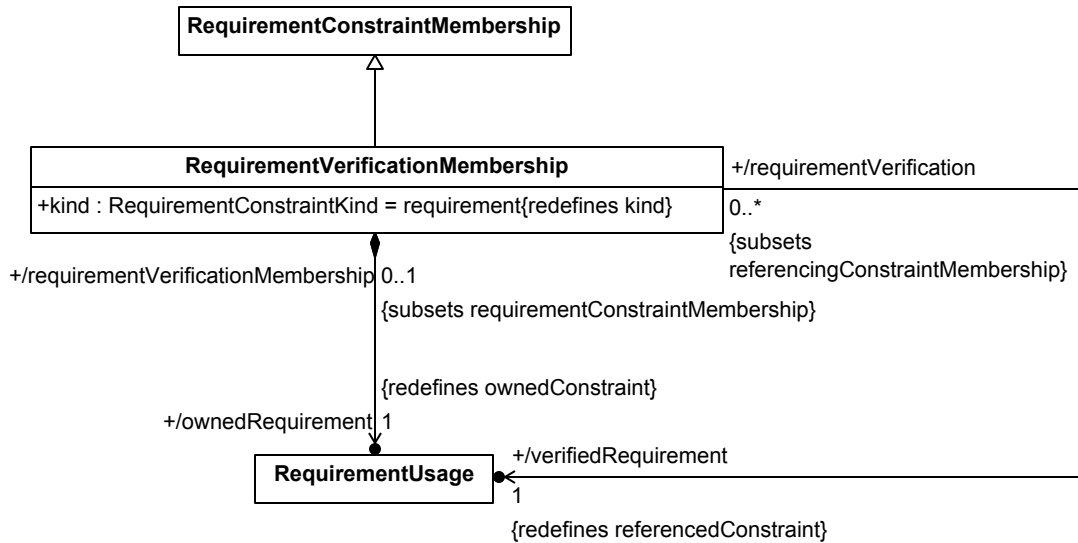 RequirementConstraintMembership
RequirementVerificationMembership
+kind : RequirementConstraintKind = requirement{redefines kind}
+/requirementVerification
0..*
{subsets
referencingConstraintMembership}
+/requirementVerificationMembership 0..1
{subsets requirementConstraintMembership}
{redefines ownedConstraint}
+/ownedRequirement 1
RequirementUsage
+/verifiedRequirement
1
{redefines referencedConstraint}